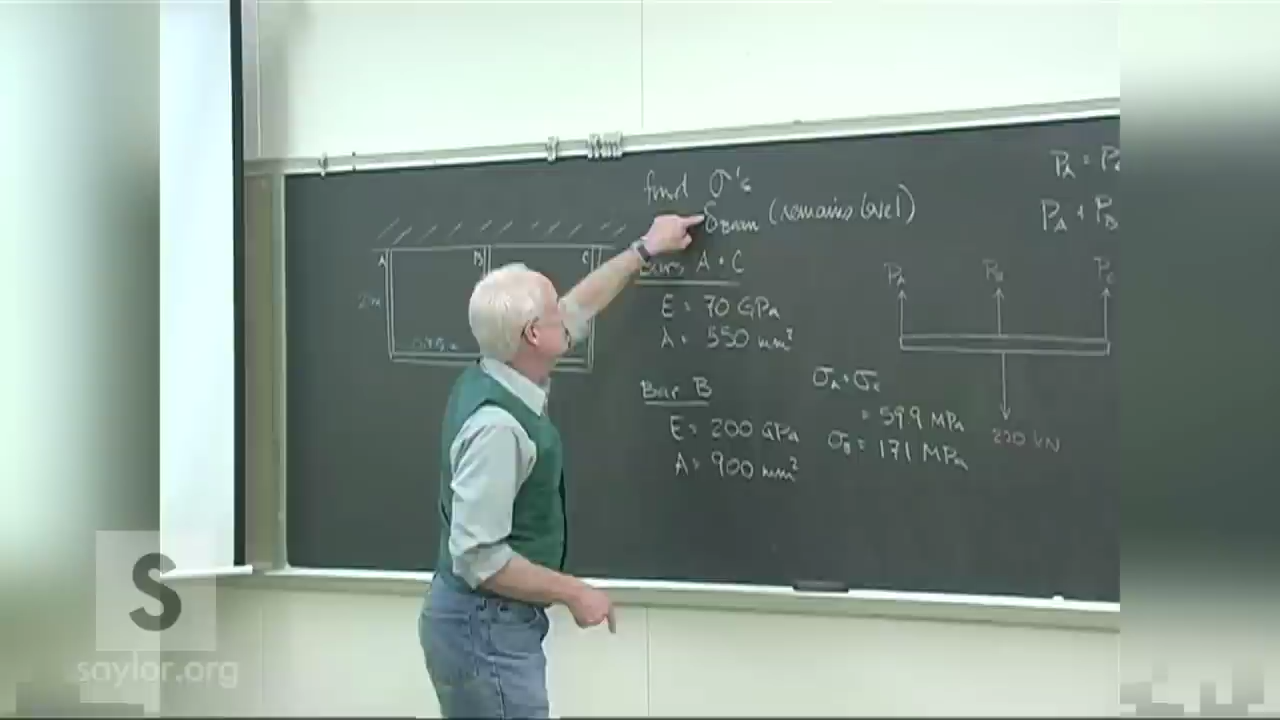 find σ's
δBeam (remains level)
A B C
2 m
Bars A + C
E = 70 GPa
A = 550 mm²
Bar B
E = 200 GPa
A = 900 mm²
σA + σC
= 59.9 MPa
σB = 171 MPa
PA = P
PA + PB
PA PB PC
220 kN
S
saylor.org